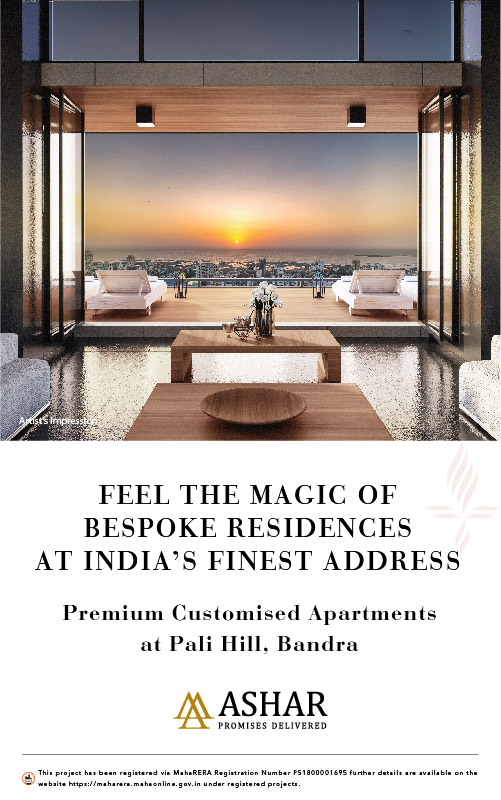 Artist's Impression
FEEL THE MAGIC OF
BESPOKE RESIDENCES
AT INDIA'S FINEST ADDRESS
Premium Customised Apartments
at Pali Hill, Bandra
ASHAR
PROMISES DELIVERED
This project has been registered via MahaRERA Registration Number P51800001695 further details are available on the
website https://maharera.mahaonline.gov.in under registered projects.